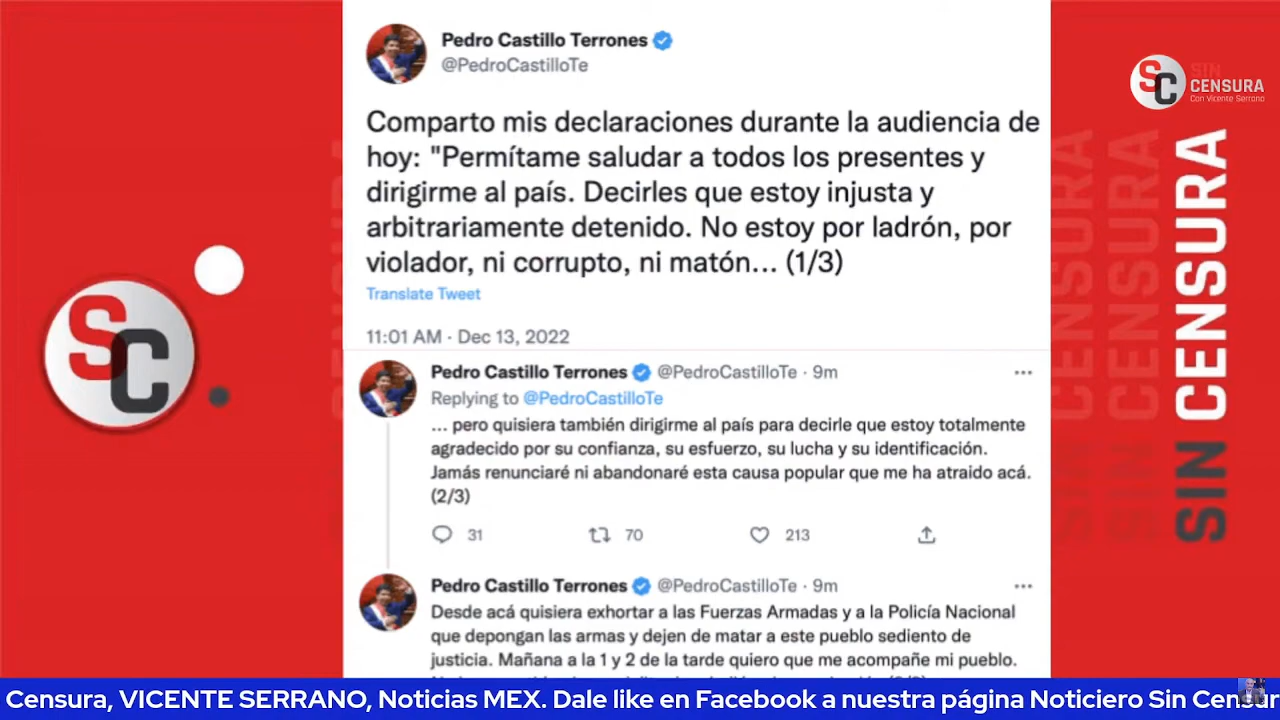 Pedro Castillo Terrones
@PedroCastilloTe
Comparto mis declaraciones durante la audiencia de
hoy: "Permítame saludar a todos los presentes y
dirigirme al país. Decirles que estoy injusta y
arbitrariamente detenido. No estoy por ladrón, por
violador, ni corrupto, ni matón... (1/3)
Translate Tweet
11:01 AM · Dec 13, 2022
Pedro Castillo Terrones @PedroCastilloTe · 9m
Replying to @PedroCastilloTe
... pero quisiera también dirigirme al país para decirle que estoy totalmente
agradecido por su confianza, su esfuerzo, su lucha y su identificación.
Jamás renunciaré ni abandonaré esta causa popular que me ha atraido acá.
(2/3)
31 70 213
Pedro Castillo Terrones @PedroCastilloTe · 9m
Desde acá quisiera exhortar a las Fuerzas Armadas y a la Policía Nacional
que depongan las armas y dejen de matar a este pueblo sediento de
justicia. Mañana a la 1 y 2 de la tarde quiero que me acompañe mi pueblo.
SC
SC
SIN
CENSURA
Con Vicente Serrano
SIN CENSURA
Censura, VICENTE SERRANO, Noticias MEX. Dale like en Facebook a nuestra página Noticiero Sin Censur